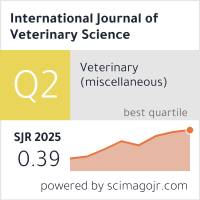 International Journal of
Veterinary Science
Q2
Veterinary
(miscellaneous)
best quartile
SJR 2025
0.39
powered by scimagojr.com